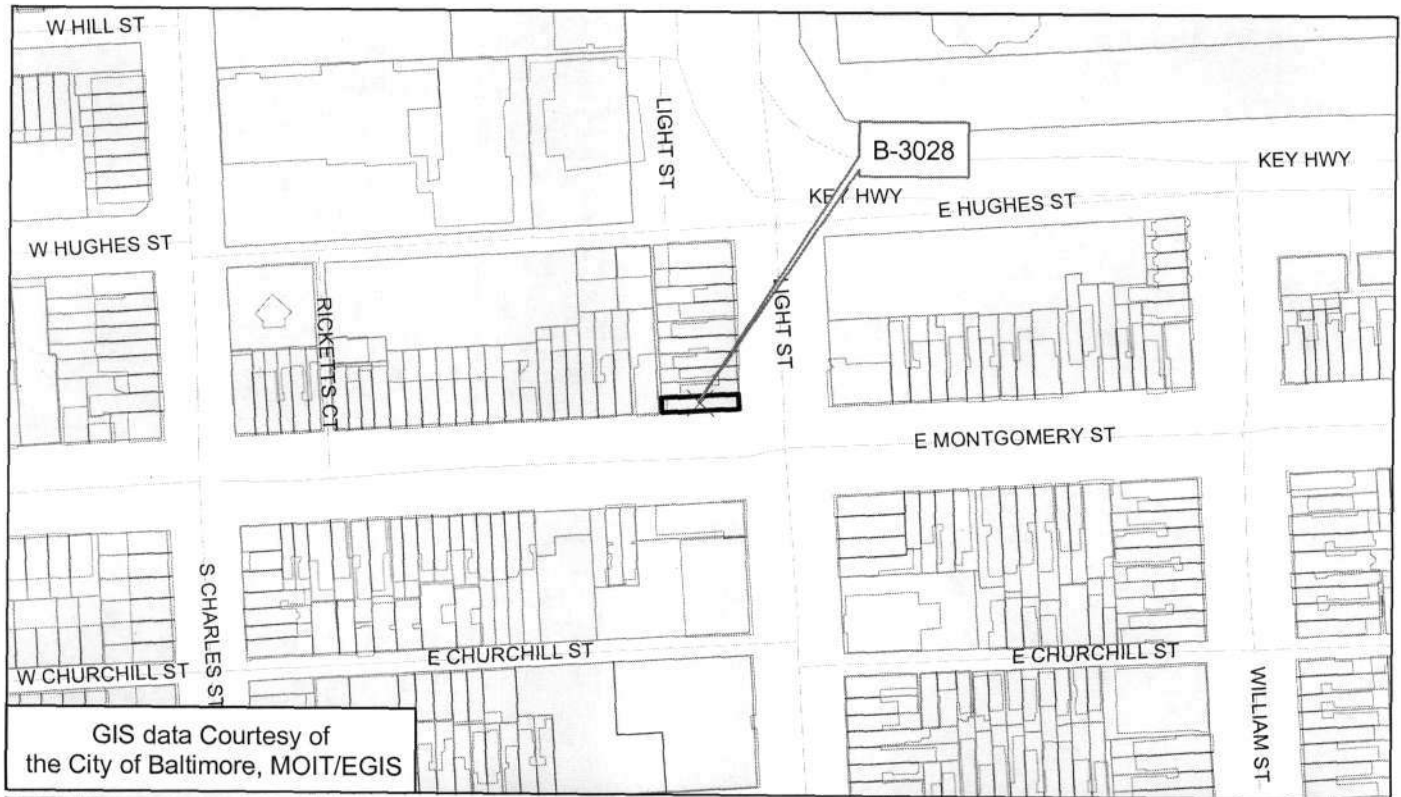 W HILL ST
LIGHT ST
B-3028
KEY HWY
KEY HWY
E HUGHES ST
W HUGHES ST
RICKETTS CT
LIGHT ST
E MONTGOMERY ST
S CHARLES ST
E CHURCHILL ST
E CHURCHILL ST
W CHURCHILL ST
WILLIAM ST
GIS data Courtesy of
the City of Baltimore, MOIT/EGIS